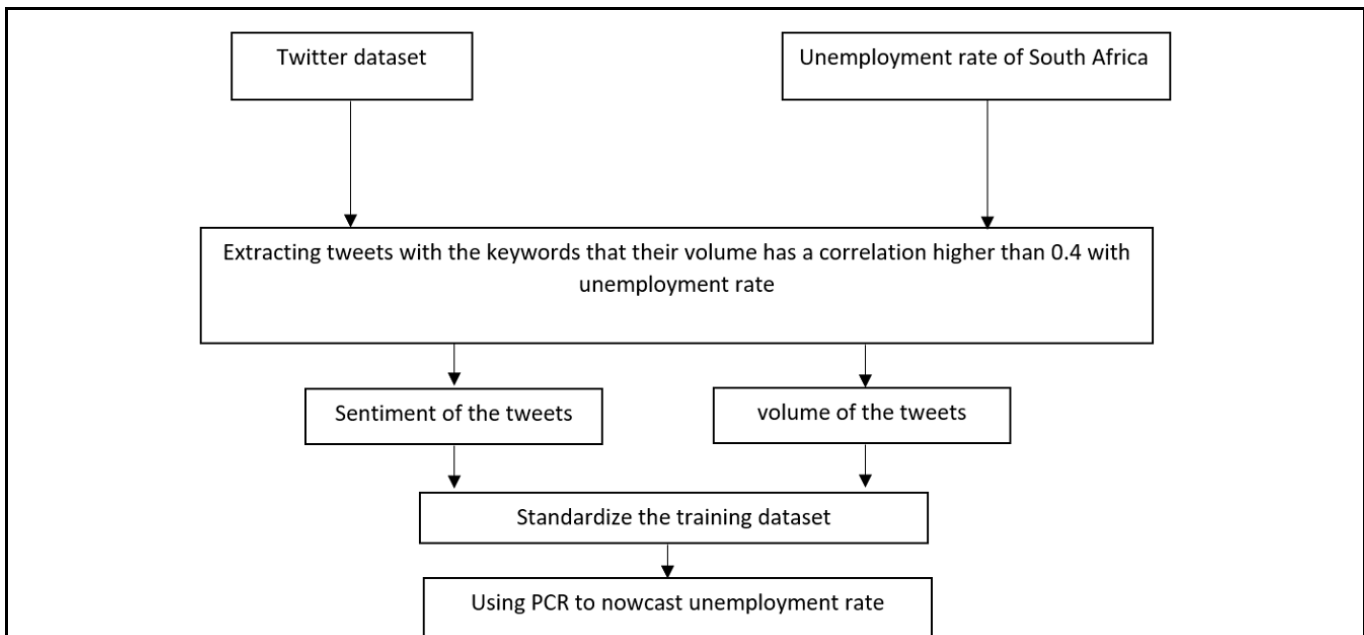 Twitter dataset
Unemployment rate of South Africa
Extracting tweets with the keywords that their volume has a correlation higher than 0.4 with
unemployment rate
Sentiment of the tweets
volume of the tweets
Standardize the training dataset
Using PCR to nowcast unemployment rate